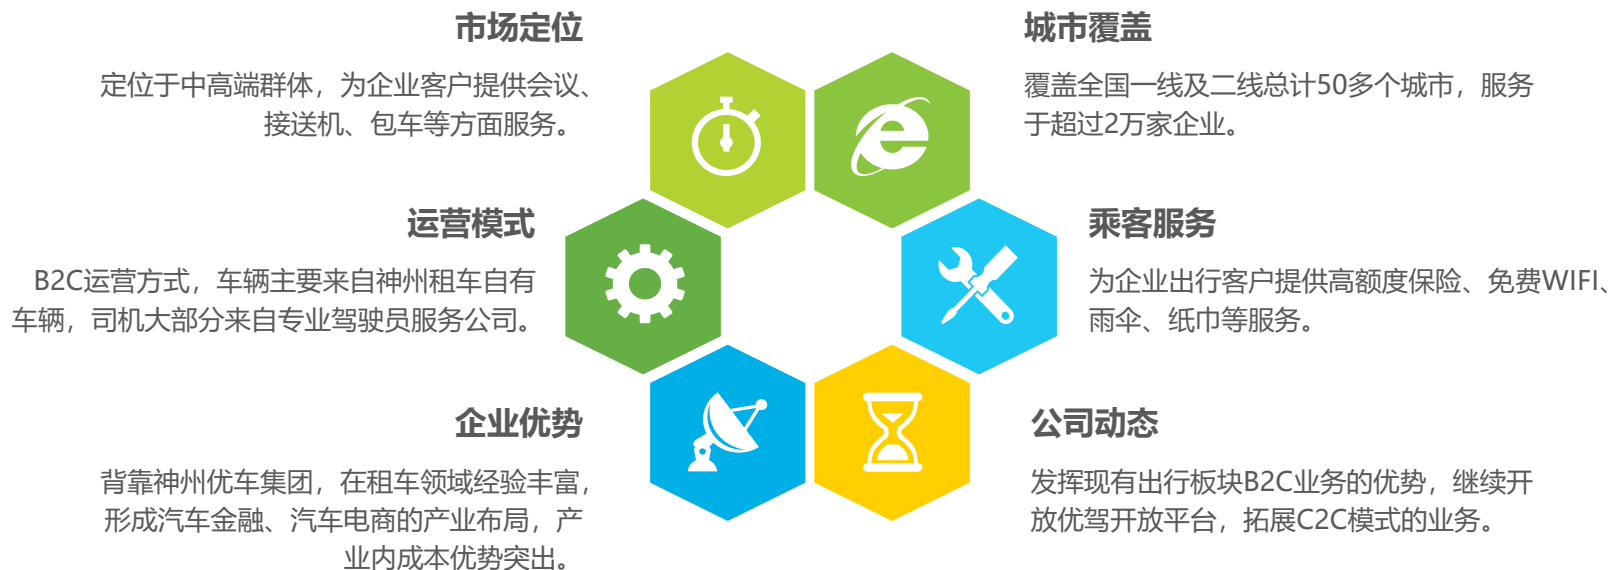 市场定位
定位于中高端群体，为企业客户提供会议、
接送机、包车等方面服务。
城市覆盖
覆盖全国一线及二线总计50多个城市，服务
于超过2万家企业。
运营模式
B2C运营方式，车辆主要来自神州租车自有
车辆，司机大部分来自专业驾驶员服务公司。
乘客服务
为企业出行客户提供高额度保险、免费WIFI、
雨伞、纸巾等服务。
企业优势
背靠神州优车集团，在租车领域经验丰富，
形成汽车金融、汽车电商的产业布局，产
业内成本优势突出。
公司动态
发挥现有出行板块B2C业务的优势，继续开
放优驾开放平台，拓展C2C模式的业务。